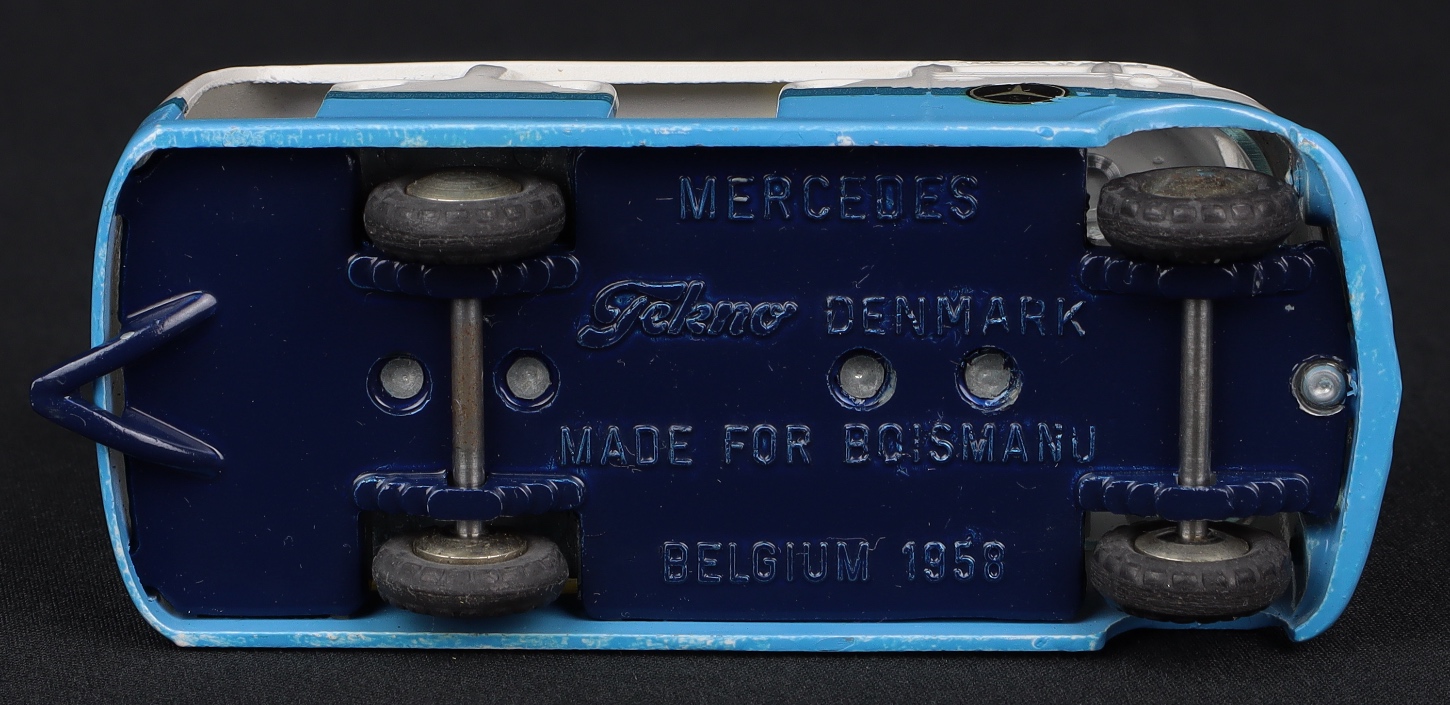 MERCEDES
Tekno DENMARK
MADE FOR BOISMANU
BELGIUM 1958